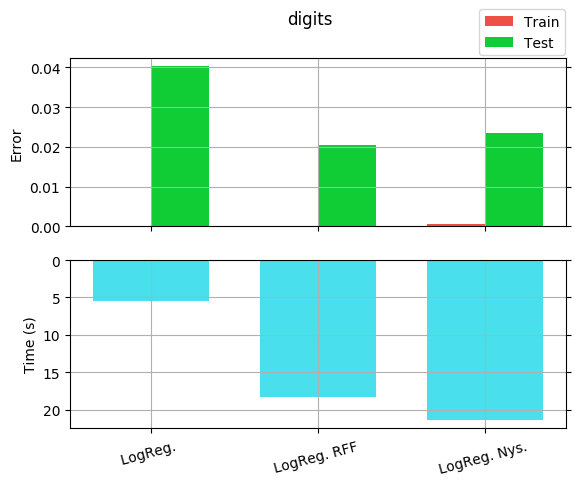 digits
Train
Test
0.04
0.03
0.02
0.01
0.00
Error
0
5
10
15
20
Time (s)
LogReg.
LogReg. RFF
LogReg. Nys.